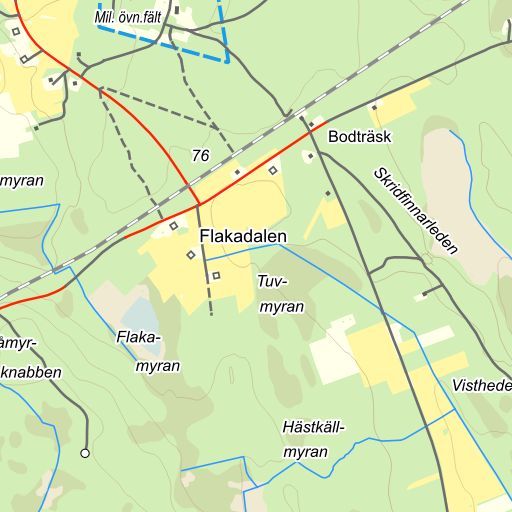 Mil. övn.fält
Bodträsk
76
myran
Skridfinnarleden
Flakadalen
Tuv-
myran
Flaka-
myran
åmyr-
knabben
Visthede
Hästkäll-
myran